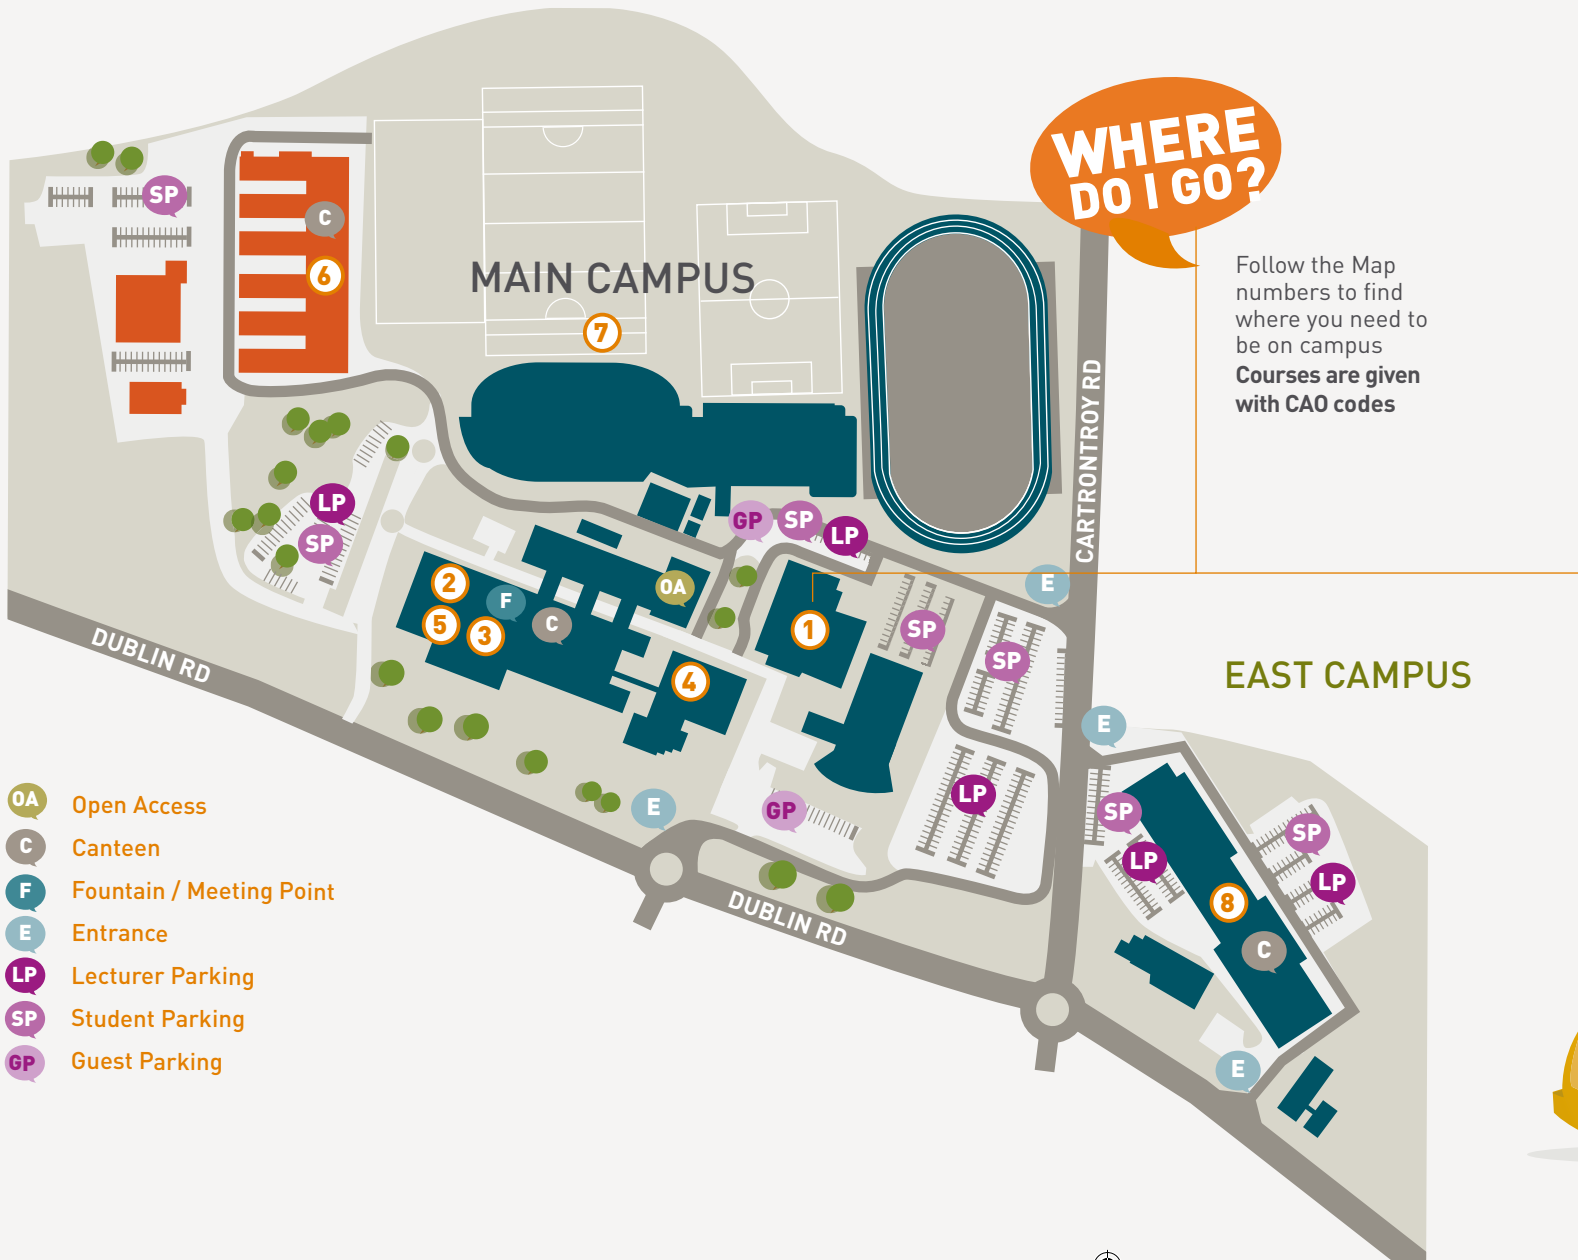 WHERE
DO I GO?
Follow the Map
numbers to find
where you need to
be on campus
Courses are given
with CAO codes
SP
C
6
MAIN CAMPUS
7
CARTRONTROY RD
LP
SP
GP
SP
LP
E
2
F
OA
5
3
C
1
SP
SP
4
EAST CAMPUS
DUBLIN RD
E
E
GP
LP
SP
LP
SP
LP
8
C
DUBLIN RD
E
OA Open Access
C Canteen
F Fountain / Meeting Point
E Entrance
LP Lecturer Parking
SP Student Parking
GP Guest Parking